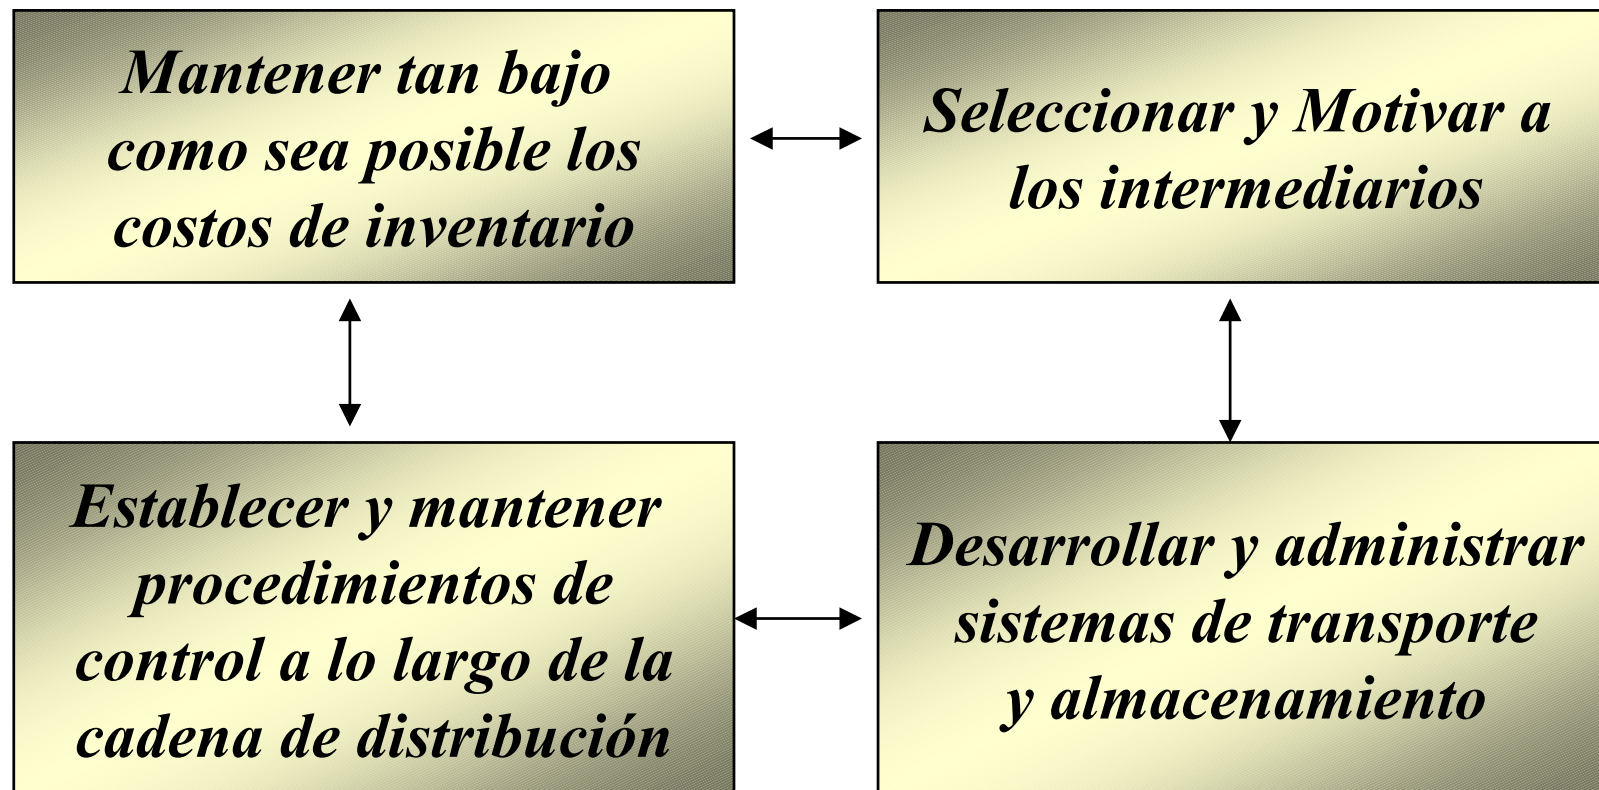 Mantener tan bajo
como sea posible los
costos de inventario
Seleccionar y Motivar a
los intermediarios
Establecer y mantener
procedimientos de
control a lo largo de la
cadena de distribución
Desarrollar y administrar
sistemas de transporte
y almacenamiento